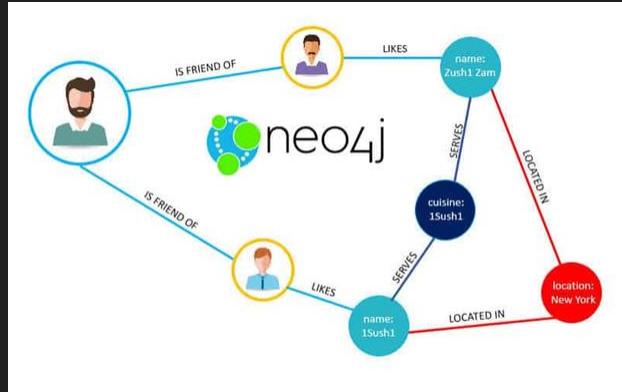 IS FRIEND OF
LIKES
name:
Zush1 Zam
neo4j
SERVES
LOCATED IN
cuisine:
1Sush1
IS FRIEND OF
SERVES
LIKES
name:
1Sush1
LOCATED IN
location:
New York